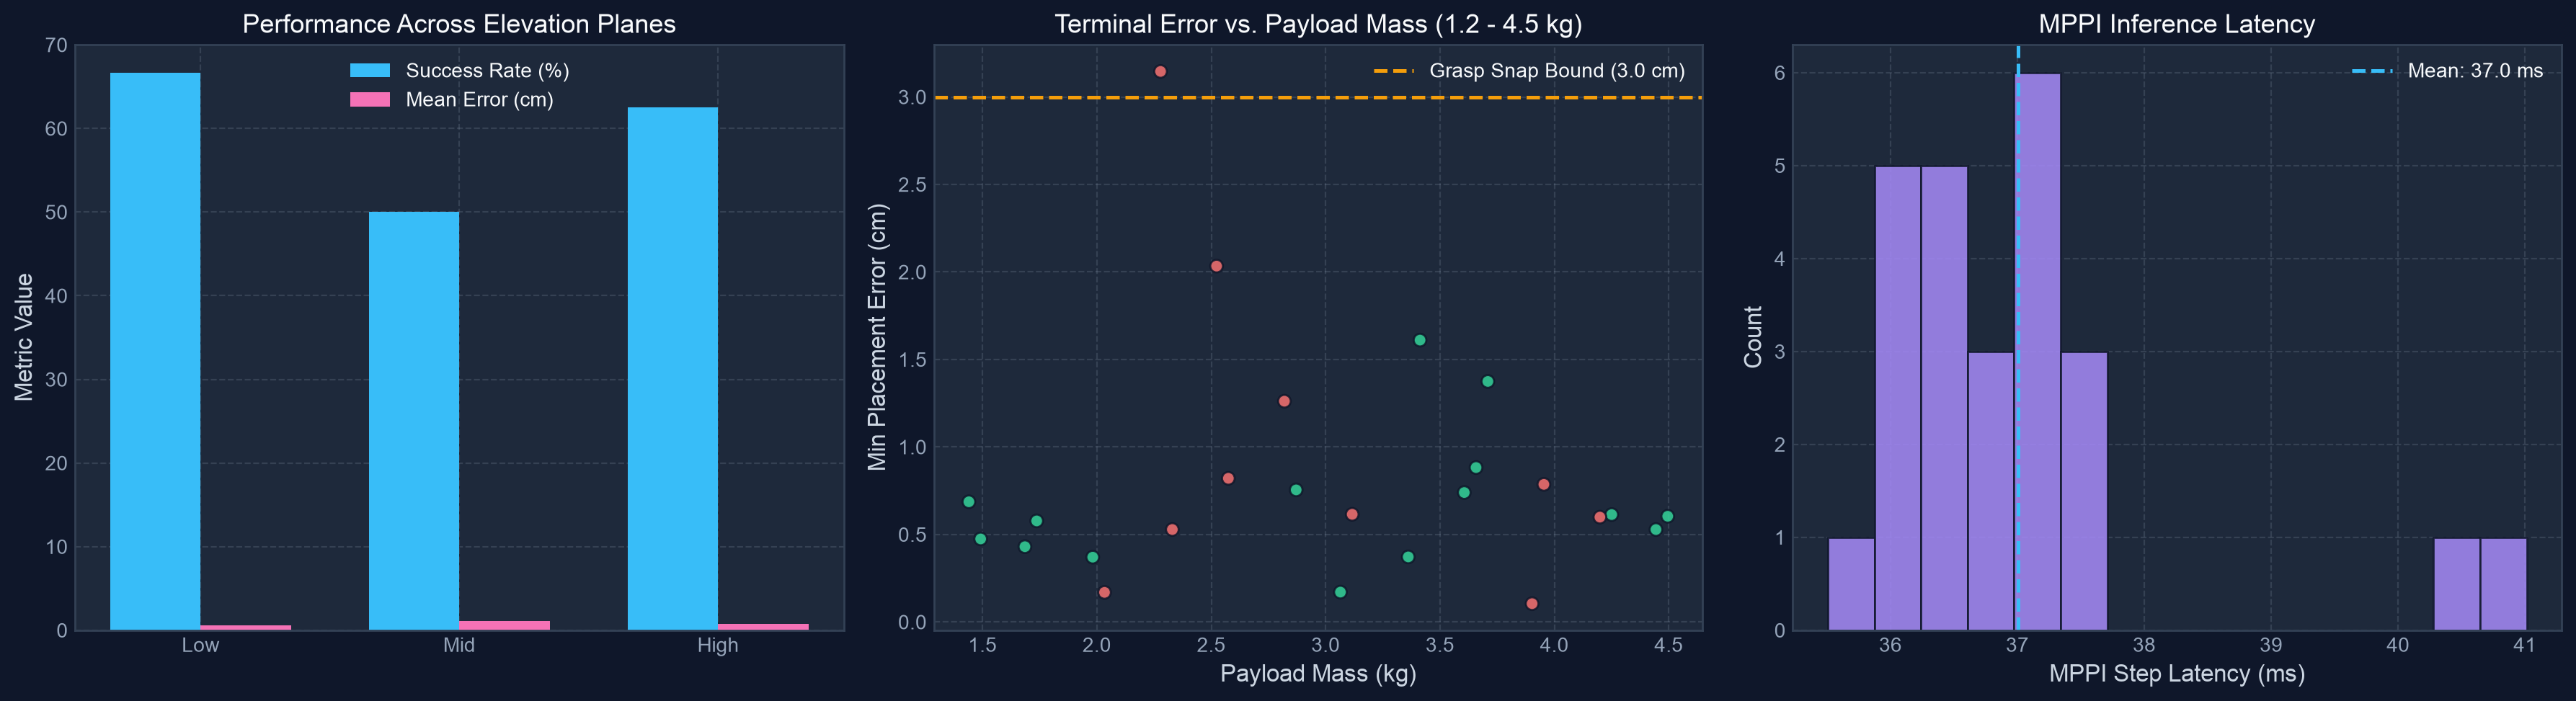 Performance Across Elevation Planes
Success Rate (%)
Mean Error (cm)
Metric Value
70
60
50
40
30
20
10
0
Low
Mid
High
Terminal Error vs. Payload Mass (1.2 - 4.5 kg)
Grasp Snap Bound (3.0 cm)
Min Placement Error (cm)
3.0
2.5
2.0
1.5
1.0
0.5
0.0
1.5
2.0
2.5
3.0
3.5
4.0
4.5
Payload Mass (kg)
MPPI Inference Latency
Mean: 37.0 ms
Count
6
5
4
3
2
1
0
36
37
38
39
40
41
MPPI Step Latency (ms)